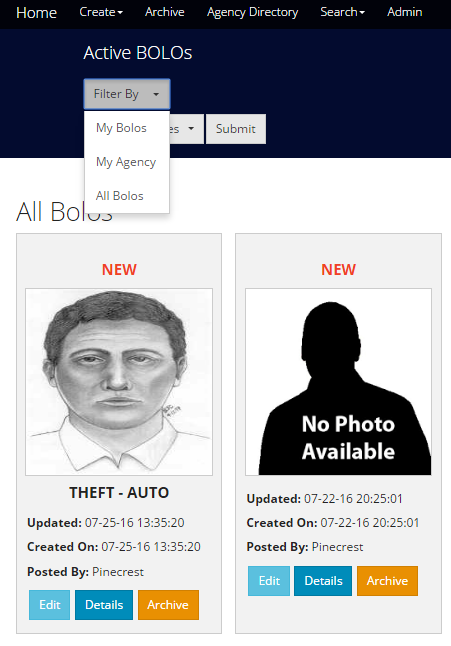 Home Create Archive Agency Directory Search Admin
Active BOLOs
Filter By
My Bolos
es Submit
My Agency
All Bolos
All Bolos
NEW
THEFT - AUTO
Updated: 07-25-16 13:35:20
Created On: 07-25-16 13:35:20
Posted By: Pinecrest
Edit Details Archive
NEW
No Photo
Available
Updated: 07-22-16 20:25:01
Created On: 07-22-16 20:25:01
Posted By: Pinecrest
Edit Details Archive